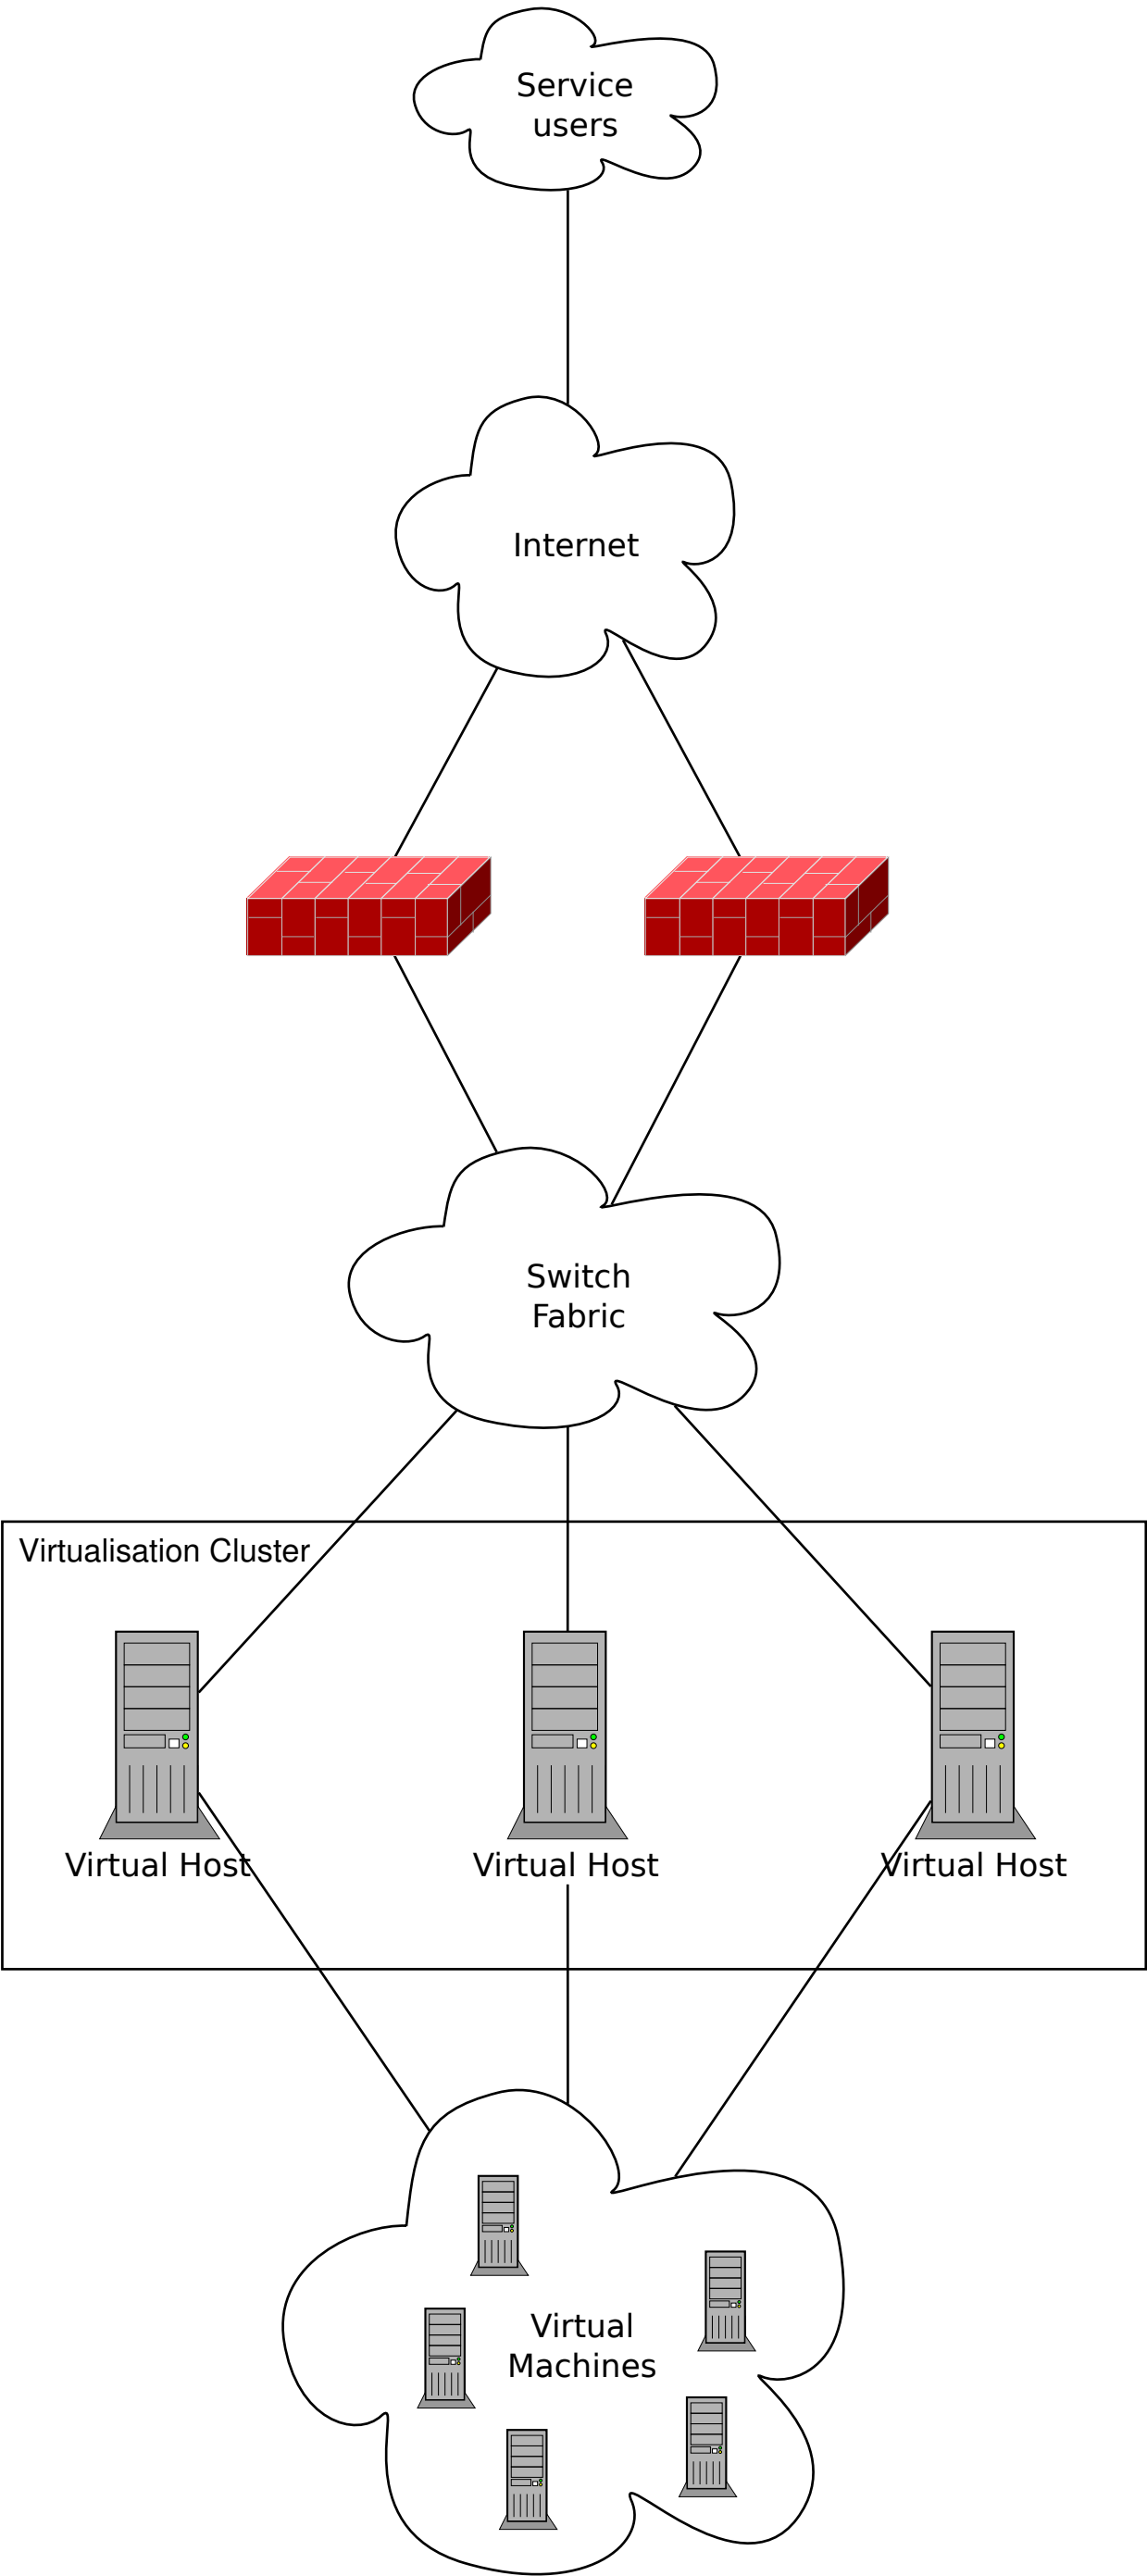 Service
users
Internet
Switch
Fabric
Virtualisation Cluster
Virtual Host
Virtual Host
Virtual Host
Virtual
Machines